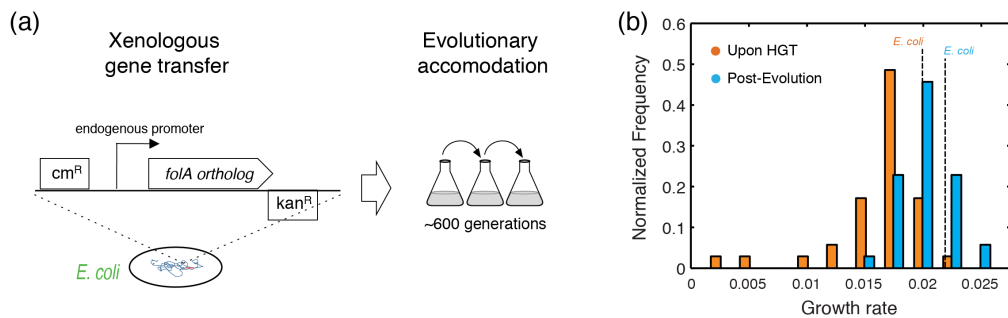 (a)
Xenologous
gene transfer
Evolutionary
accomodation
endogenous promoter
cmR
folA ortholog
kanR
~600 generations
E. coli
(b)
Normalized Frequency
0.6
0.5
0.4
0.3
0.2
0.1
0
Upon HGT
Post-Evolution
E. coli
E. coli
0
0.005
0.01
0.015
0.02
0.025
Growth rate